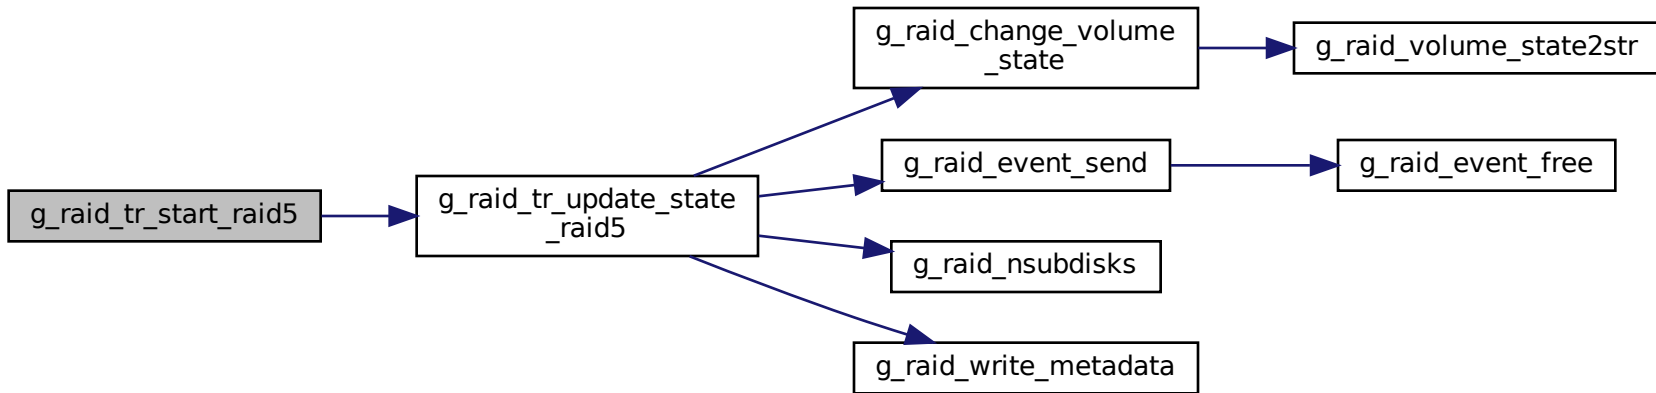 g_raid_tr_start_raid5
g_raid_tr_update_state
_raid5
g_raid_change_volume
_state
g_raid_volume_state2str
g_raid_event_send
g_raid_event_free
g_raid_nsubdisks
g_raid_write_metadata